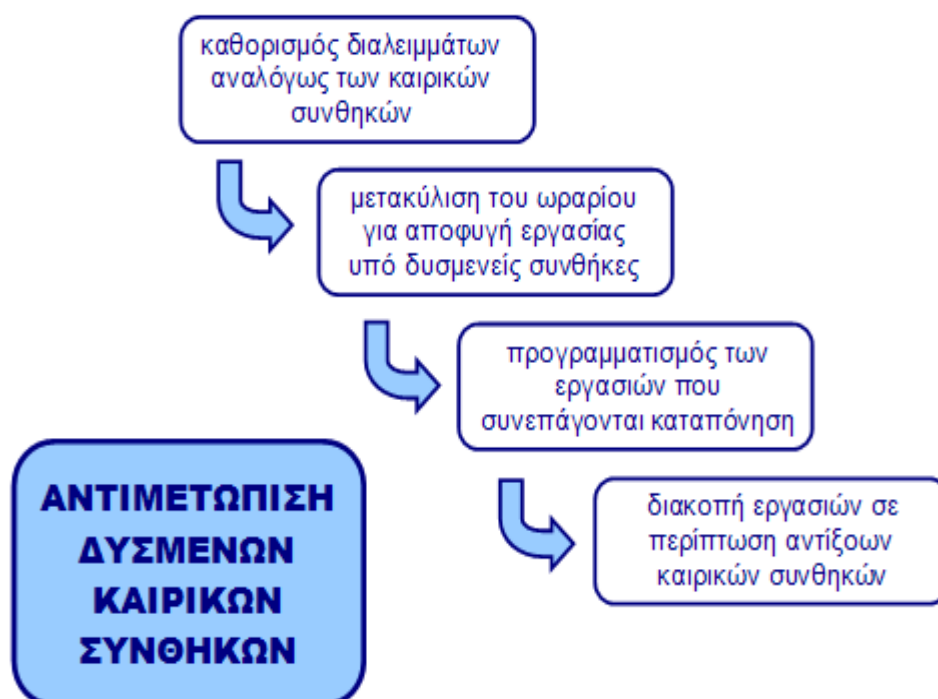 καθορισμός διαλειμμάτων
αναλόγως των καιρικών
συνθηκών
μετακύλιση του ωραρίου
για αποφυγή εργασίας
υπό δυσμενείς συνθήκες
προγραμματισμός των
εργασιών που
συνεπάγονται καταπόνηση
διακοπή εργασιών σε
περίπτωση αντίξοων
καιρικών συνθηκών
ΑΝΤΙΜΕΤΩΠΙΣΗ
ΔΥΣΜΕΝΩΝ
ΚΑΙΡΙΚΩΝ
ΣΥΝΘΗΚΩΝ